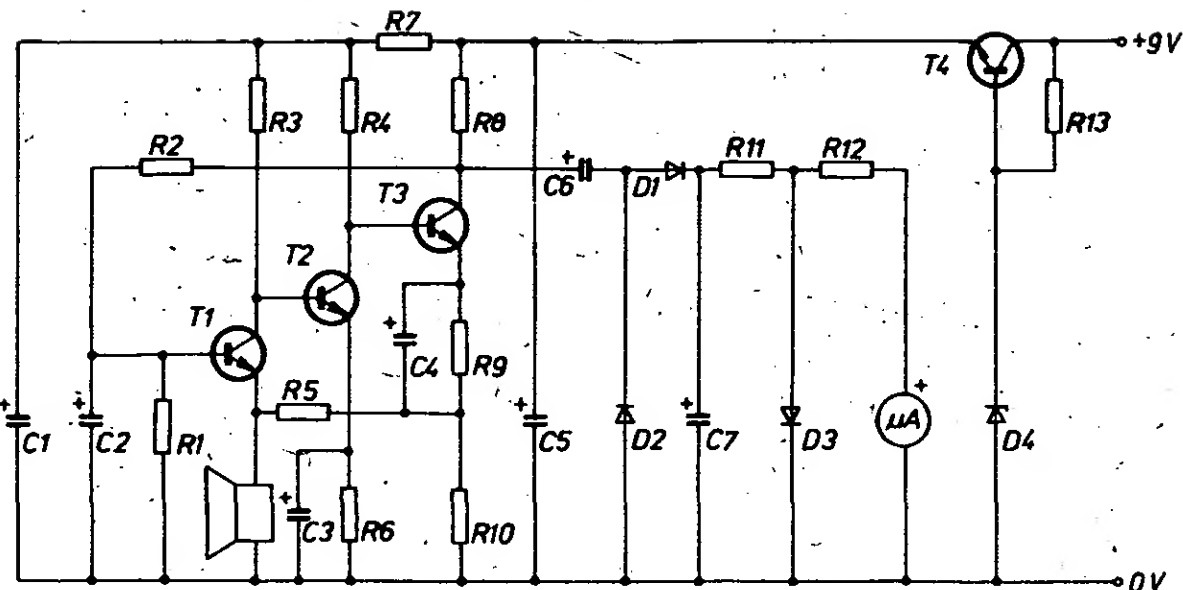 R7
+9V
T4
R3
R4
R8
R13
R2
C6
D1
R11
R12
T3
T2
T1
C4
R9
R5
+
µA
C1
C2
R1
C5
D2
C7
D3
D4
C3
R6
R10
0V